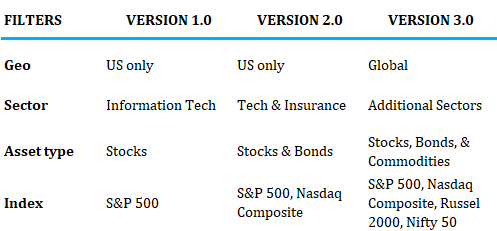 FILTERS VERSION 1.0 VERSION 2.0 VERSION 3.0
Geo US only US only Global
Sector Information Tech Tech & Insurance Additional Sectors
Asset type Stocks Stocks & Bonds Stocks, Bonds, &
Commodities
Index S&P 500 S&P 500, Nasdaq
Composite S&P 500, Nasdaq
Composite, Russel
2000, Nifty 50